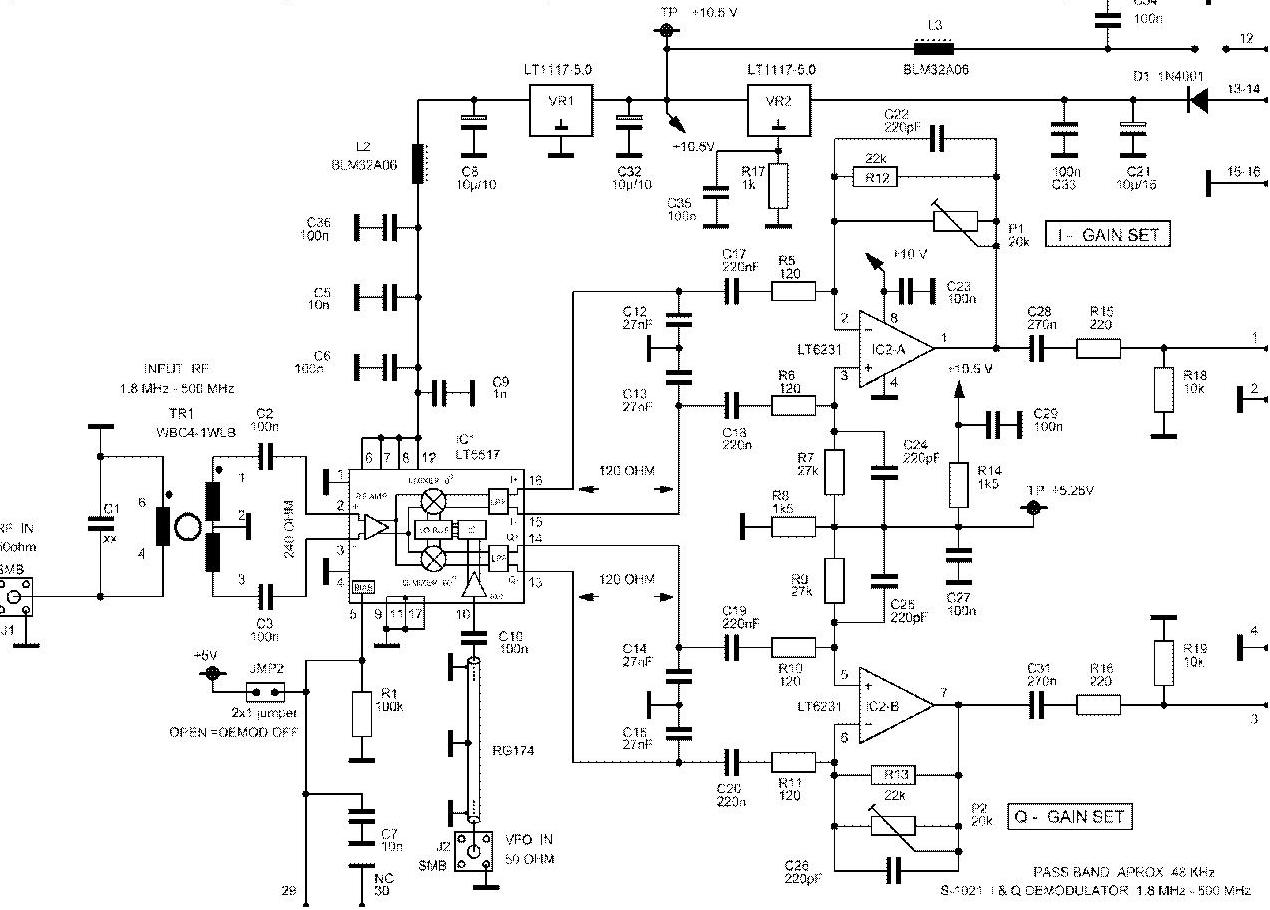 TP +10.5 V
C34
100n
L3
BLM32A06
12
LT1117-5.0
VR1
LT1117-5.0
VR2
D1 1N4001
13-14
C22
220pF
L2
BLM32A06
C8
10µ/10
C32
10µ/10
+10.5V
R17
1k
C35
100n
22k
R12
100n
C33
C21
10µ/16
15-16
P1
20k
I - GAIN SET
C36
100n
C17
220nF
R5
120
+10 V
C23
100n
C5
10n
C12
27nF
2
8
1
LT6231
IC2-A
3
4
C28
270n
R15
220
1
C6
100n
C9
1n
C13
27nF
R6
120
C18
220n
+10.5 V
R18
10k
2
INPUT RF
1.8 MHz - 500 MHz
TR1
WBC4-1WLB
C2
100n
IC1
LT5517
6 7 8 12
C29
100n
C24
220pF
R7
27k
R14
1k5
120 OHM
16
1
2
15
14
13
R8
1k5
TP +5.25V
C1
xx
6
4
1
2
3
240 OHM
3
4
I+
I-
Q+
Q-
LPF
LPF
BIAS
RF IN
50ohm
SMB
J1
120 OHM
R9
27k
C25
220pF
C27
100n
5 9 11 17 10
C3
100n
C10
100n
C19
220nF
R10
120
C14
27nF
+5V
JMP2
2x1 jumper
OPEN =DEMOD OFF
R1
100k
RG174
5
7
LT6231
IC2-B
6
C31
270n
R16
220
R19
10k
4
3
C15
27nF
C20
220n
R11
120
R13
22k
P2
20k
Q - GAIN SET
C26
220pF
C7
10n
NC
30
29
J2
SMB
VFO IN
50 OHM
PASS BAND APROX 48 KHz
S-1021 I & Q DEMODULATOR 1.8 MHz - 500 MHz